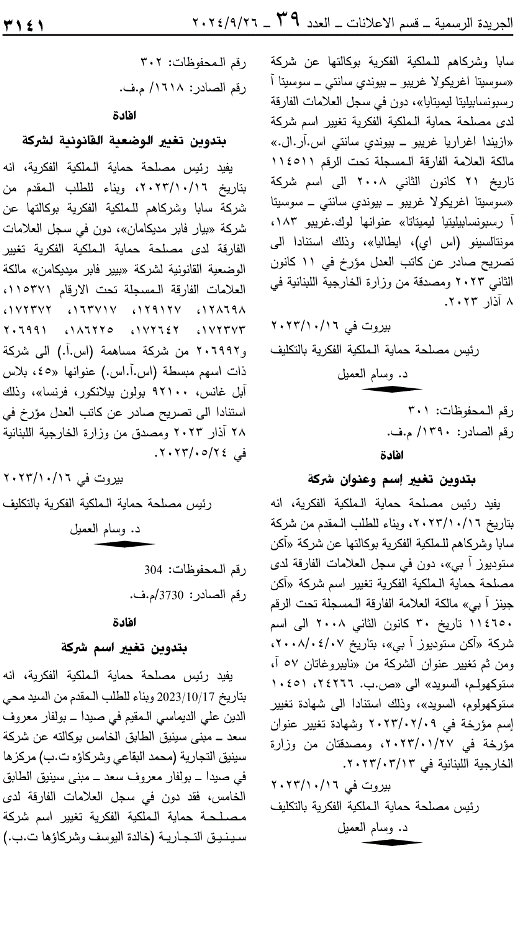 الجريدة الرسمية ــ قسم الاعلانات ــ العدد ٣٩ ــ ٢٠٢٤/٩/٢٦
٣١٤١
سابا وشركاهم للملكية الفكرية بوكالتها عن شركة
«سوسيتا اغريكولا غريبو ــ بيوندي سانتي ــ سوسيتا آ
رسبونسابيليتا ليميتايا»، دون في سجل العلامات الفارقة
لدى مصلحة حماية الملكية الفكرية تغيير اسم شركة
«ازيندا اغراريا غريبو ــ بيوندي سانتي اس.آر.ال.»
مالكة العلامة الفارقة المسجلة تحت الرقم ١١٤٥١١
تاريخ ٢١ كانون الثاني ٢٠٠٨ الى اسم شركة
«سوسيتا اغريكولا غريبو ــ بيوندي سانتي ــ سوسيتا
آ رسبونسابيليتيا ليميتاتا» عنوانها لوك.غريبو ١٨٣،
مونتالسينو (اس اي)، ايطاليا»، وذلك استنادا الى
تصريح صادر عن كاتب العدل مؤرخ في ١١ كانون
الثاني ٢٠٢٣ ومصدقة من وزارة الخارجية اللبنانية في
٨ آذار ٢٠٢٣.
بيروت في ٢٠٢٣/١٠/١٦
رئيس مصلحة حماية الملكية الفكرية بالتكليف
د. وسام العميل
رقم المحفوظات: ٣٠١
رقم الصادر: ١٣٩٠/ م.ف.
افادة
بتدوين تغيير إسم وعنوان شركة
يفيد رئيس مصلحة حماية الملكية الفكرية، انه
بتاريخ ٢٠٢٣/١٠/١٦، وبناء للطلب المقدم من شركة
سابا وشركاهم للملكية الفكرية بوكالتها عن شركة «آكن
ستوديوز آ بي»، دون في سجل العلامات الفارقة لدى
مصلحة حماية الملكية الفكرية تغيير اسم شركة «آكن
جينز آ بي» مالكة العلامة الفارقة المسجلة تحت الرقم
١١٤٦٥٠ تاريخ ٣٠ كانون الثاني ٢٠٠٨ الى اسم
شركة «آكن ستوديوز آ بي»، بتاريخ ٢٠٠٨/٠٤/٠٧،
ومن ثم تغيير عنوان الشركة من «نايبروغاتان ٥٧ آ،
ستوكهولم، السويد» الى «ص.ب. ٢٤٢٦٦، ١٠٤٥١
ستوكهولوم، السويد»، وذلك استنادا الى شهادة تغيير
إسم مؤرخة في ٢٠٢٣/٠٢/٠٩ وشهادة تغيير عنوان
مؤرخة في ٢٠٢٣/٠١/٢٧، ومصدقتان من وزارة
الخارجية اللبنانية في ٢٠٢٣/٠٣/١٣.
بيروت في ٢٠٢٣/١٠/١٦
رئيس مصلحة حماية الملكية الفكرية بالتكليف
د. وسام العميل
رقم المحفوظات: ٣٠٢
رقم الصادر: ١٦١٨/ م.ف.
افادة
بتدوين تغيير الوضعية القانونية لشركة
يفيد رئيس مصلحة حماية الملكية الفكرية، انه
بتاريخ ٢٠٢٣/١٠/١٦، وبناء للطلب المقدم من
شركة سابا وشركاهم للملكية الفكرية بوكالتها عن
شركة «بيار فابر مديكامان»، دون في سجل العلامات
الفارقة لدى مصلحة حماية الملكية الفكرية تغيير
الوضعية القانونية لشركة «بيير فابر ميديكامن» مالكة
العلامات الفارقة المسجلة تحت الارقام ١١٥٣٧١،
١٢٨٦٩٨، ١٢٩١٢٧، ١٦٣٧١٧، ١٧٢٣٧٢،
١٧٢٣٧٣، ١٧٢٦٤٢، ١٨٦٢٢٥، ٢٠٦٩٩١
و٢٠٦٩٩٢ من شركة مساهمة (اس.آ.) الى شركة
ذات اسهم مبسطة (اس.آ.اس.) عنوانها «٤٥، بلاس
آبل غانس، ٩٢١٠٠ بولون بيلانكور، فرنسا»، وذلك
استنادا الى تصريح صادر عن كاتب العدل مؤرخ في
٢٨ آذار ٢٠٢٣ ومصدق من وزارة الخارجية اللبنانية
في ٢٠٢٣/٠٥/٢٤.
بيروت في ٢٠٢٣/١٠/١٦
رئيس مصلحة حماية الملكية الفكرية بالتكليف
د. وسام العميل
رقم المحفوظات: 304
رقم الصادر: 3730/م.ف.
افادة
بتدوين تغيير اسم شركة
يفيد رئيس مصلحة حماية الملكية الفكرية، انه
بتاريخ 2023/10/17 وبناء للطلب المقدم من السيد محي
الدين علي الديماسي المقيم في صيدا ــ بولفار معروف
سعد ــ مبنى سينيق الطابق الخامس بوكالته عن شركة
سينيق التجارية (محمد البقاعي وشركاؤه ت.ب) مركزها
في صيدا ــ بولفار معروف سعد ــ مبنى سينيق الطابق
الخامس، فقد دون في سجل العلامات الفارقة لدى
مصلحة حماية الملكية الفكرية تغيير اسم شركة
سينيق التجارية (خالدة اليوسف وشركاؤها ت.ب.)